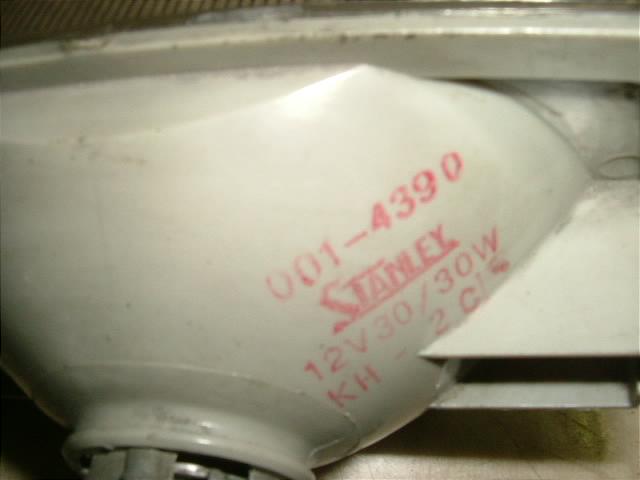 001-4390
STANLEY
12V30/30W
KH - 2 C/S